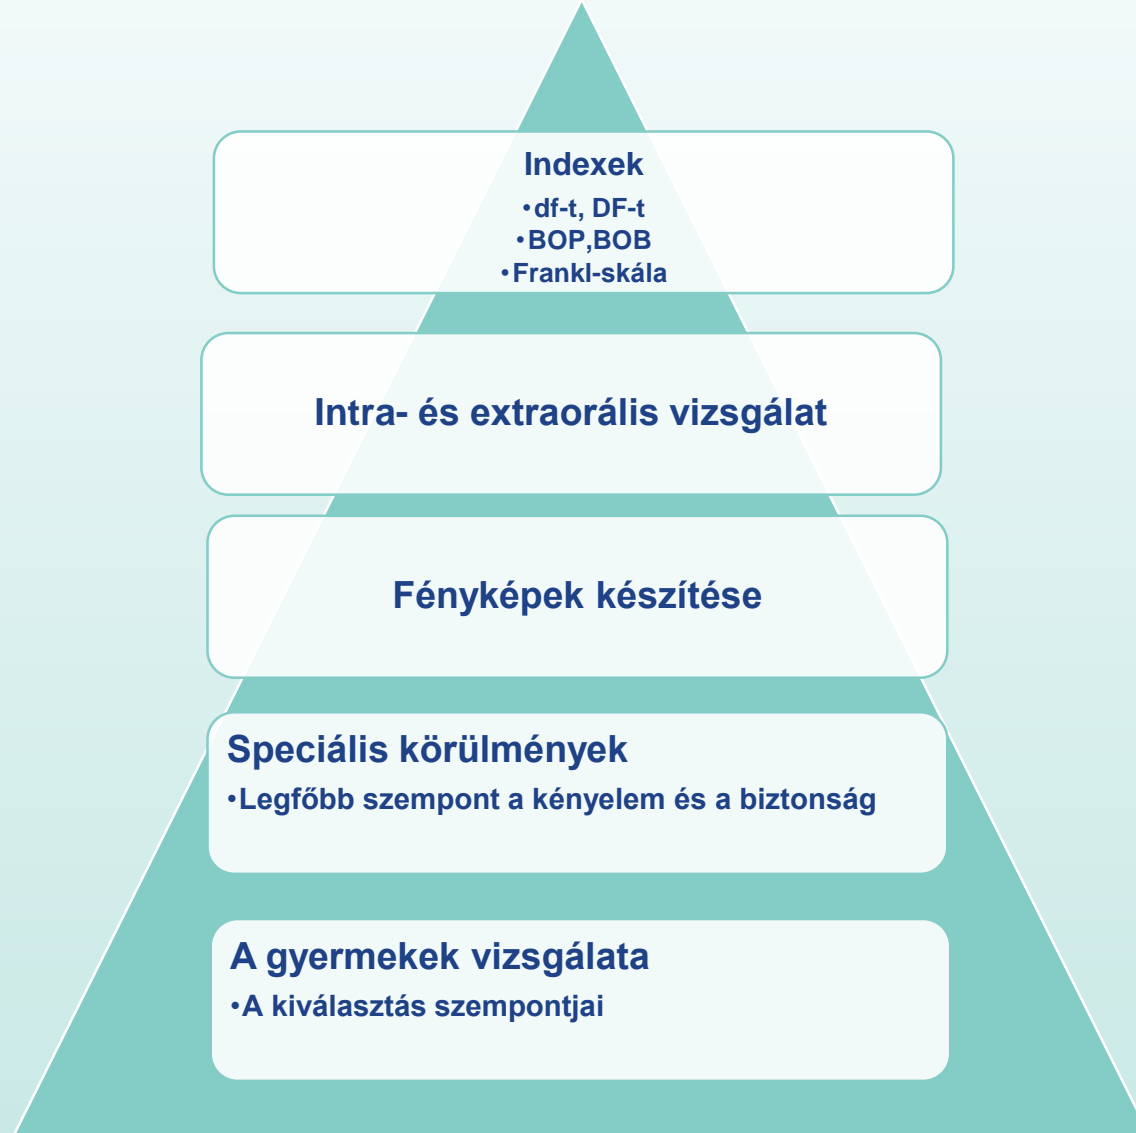 Indexek
•df-t, DF-t
•BOP,BOB
•Frankl-skála
Intra- és extraorális vizsgálat
Fényképek készítése
Speciális körülmények
•Legfőbb szempont a kényelem és a biztonság
A gyermekek vizsgálata
•A kiválasztás szempontjai